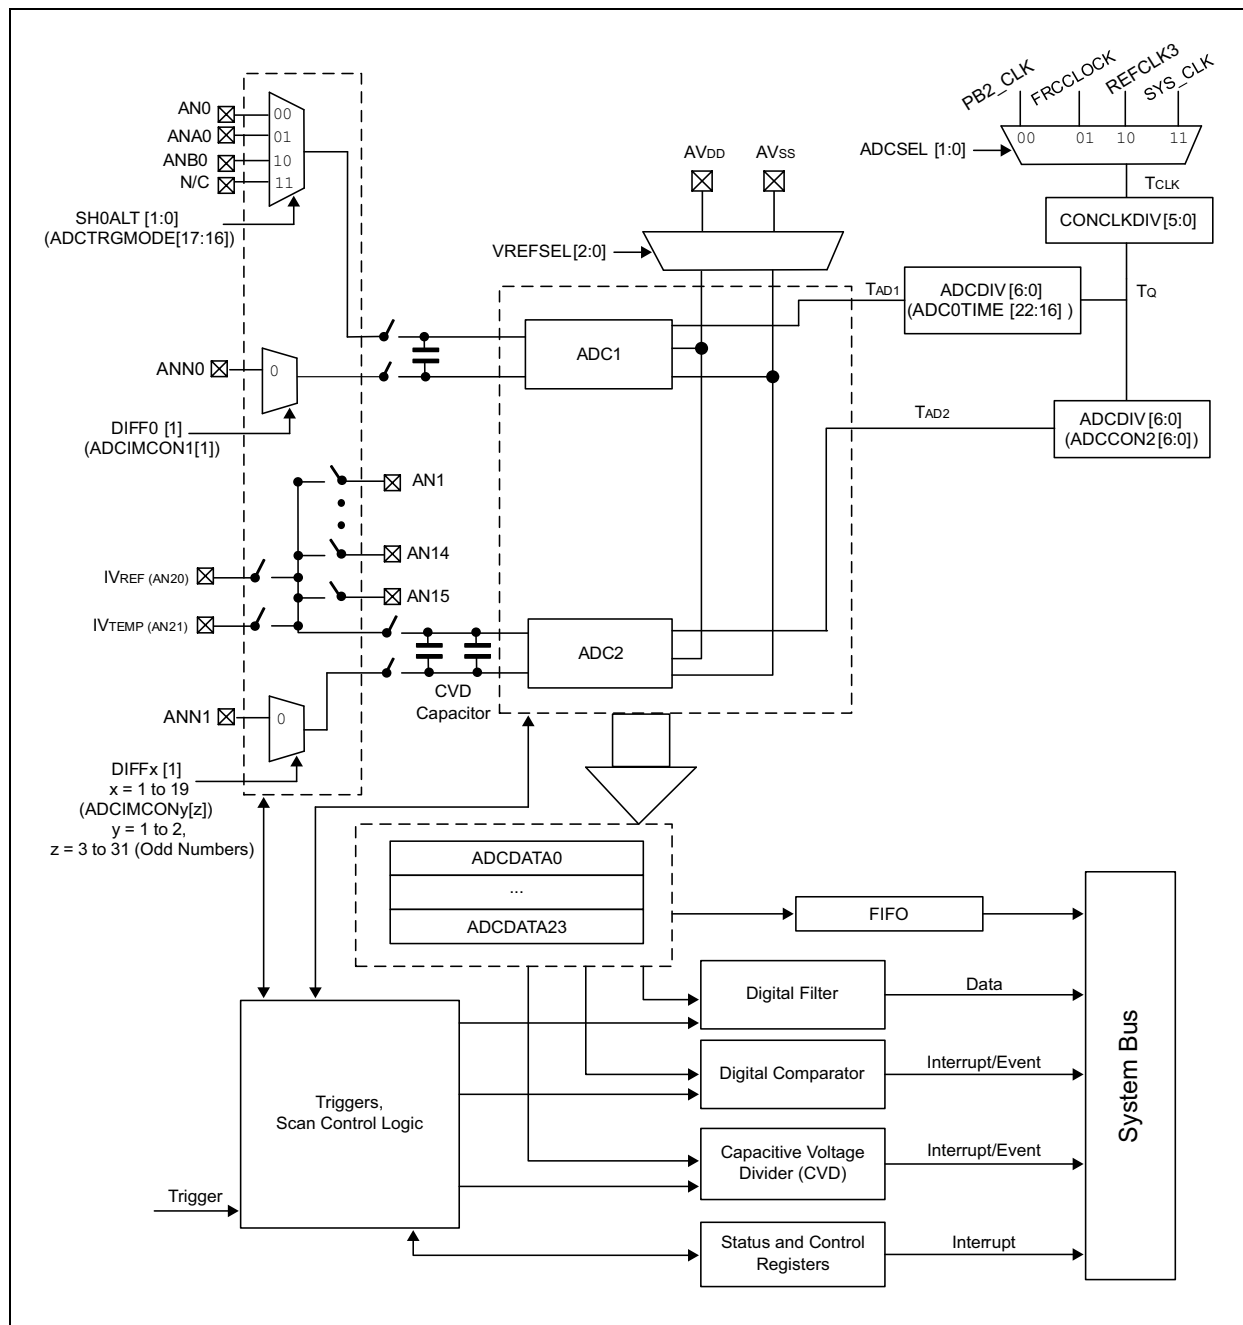 PB2_CLK
FRCCLOCK
REFCLK3
SYS_CLK
00
01
10
11
ADCSEL [1:0]
TCLK
CONCLKDIV[5:0]
AN0
ANA0
ANB0
N/C
00
01
10
11
SH0ALT [1:0]
(ADCTRGMODE[17:16])
AVDD
AVSS
VREFSEL[2:0]
TAD1
ADCDIV[6:0]
(ADC0TIME [22:16] )
TQ
ADC1
ANN0
0
DIFF0 [1]
(ADCIMCON1[1])
TAD2
ADCDIV[6:0]
(ADCCON2[6:0])
AN1
AN14
AN15
IVREF (AN20)
IVTEMP (AN21)
ADC2
CVD
Capacitor
ANN1
0
DIFFx [1]
x = 1 to 19
(ADCIMCONy[z])
y = 1 to 2,
z = 3 to 31 (Odd Numbers)
ADCDATA0
...
ADCDATA23
FIFO
Digital Filter
Data
Digital Comparator
Interrupt/Event
Triggers,
Scan Control Logic
Capacitive Voltage
Divider (CVD)
Interrupt/Event
Trigger
Status and Control
Registers
Interrupt
System Bus